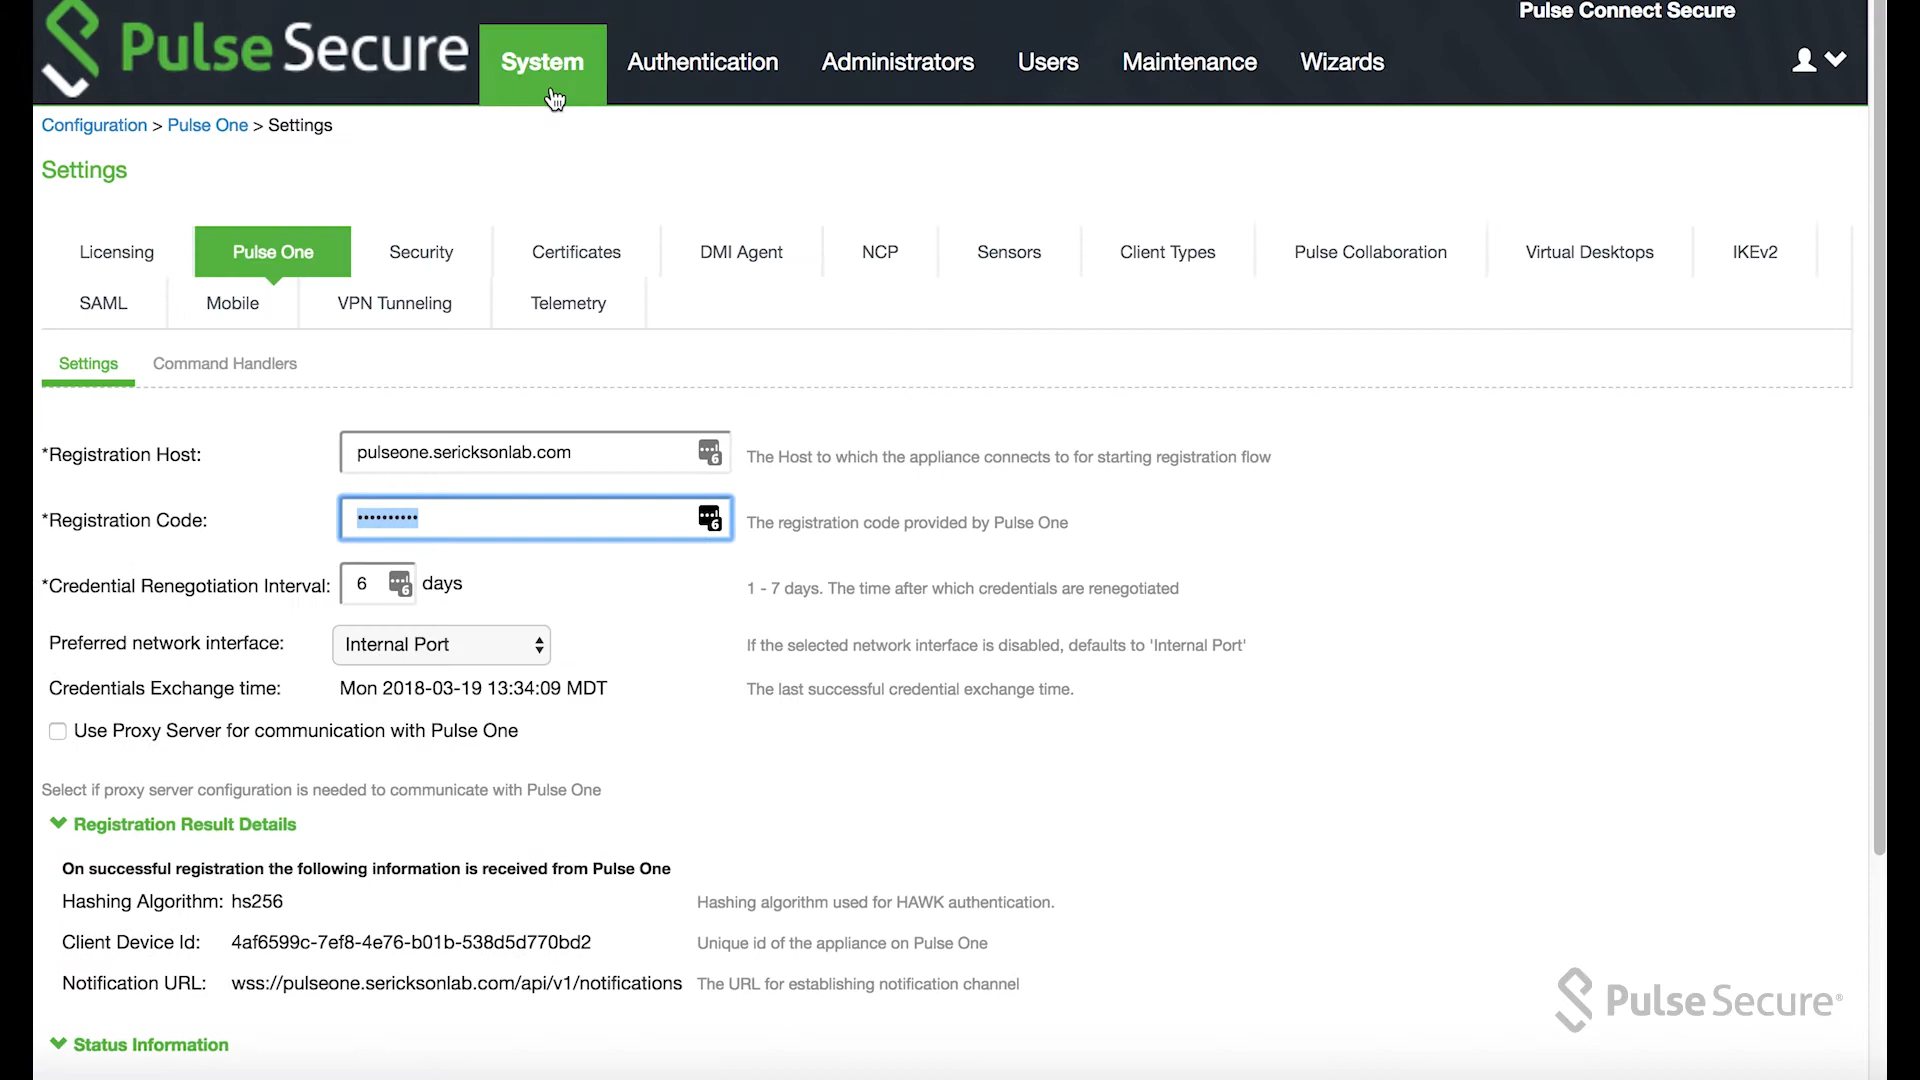 Pulse Connect Secure
Pulse Secure
System Authentication Administrators Users Maintenance Wizards
Configuration > Pulse One > Settings
Settings
Licensing Pulse One Security Certificates DMI Agent NCP Sensors Client Types Pulse Collaboration Virtual Desktops IKEv2
SAML Mobile VPN Tunneling Telemetry
Settings Command Handlers
*Registration Host: pulseone.sericksonlab.com The Host to which the appliance connects to for starting registration flow
*Registration Code: •••••••••• The registration code provided by Pulse One
*Credential Renegotiation Interval: 6 days 1 - 7 days. The time after which credentials are renegotiated
Preferred network interface: Internal Port If the selected network interface is disabled, defaults to 'Internal Port'
Credentials Exchange time: Mon 2018-03-19 13:34:09 MDT The last successful credential exchange time.
Use Proxy Server for communication with Pulse One
Select if proxy server configuration is needed to communicate with Pulse One
Registration Result Details
On successful registration the following information is received from Pulse One
Hashing Algorithm: hs256 Hashing algorithm used for HAWK authentication.
Client Device Id: 4af6599c-7ef8-4e76-b01b-538d5d770bd2 Unique id of the appliance on Pulse One
Notification URL: wss://pulseone.sericksonlab.com/api/v1/notifications The URL for establishing notification channel
Pulse Secure®
Status Information